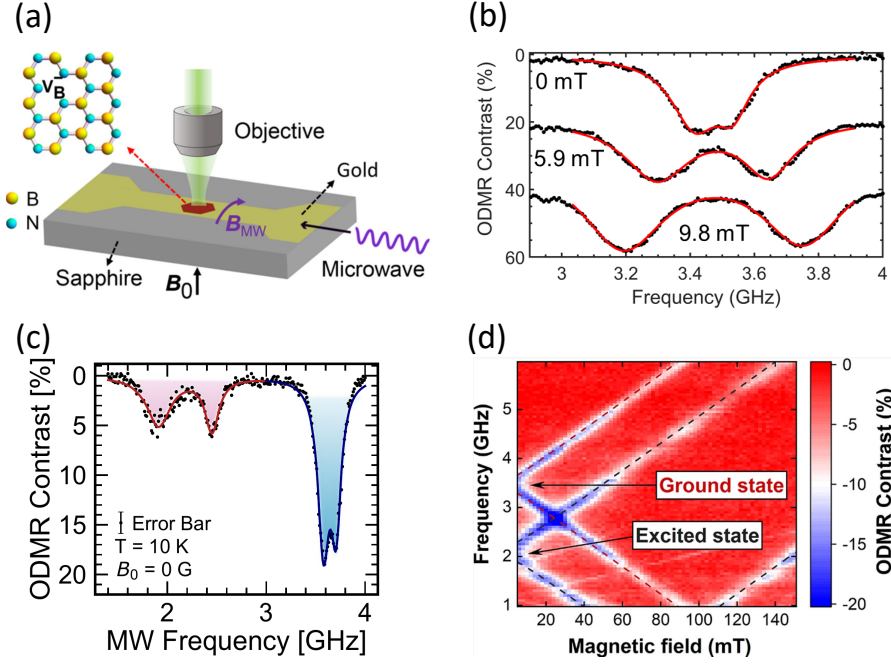 (a)
V_B^-
B
N
Objective
Gold
B_MW
Microwave
Sapphire
B_0
(b)
ODMR Contrast (%)
0
20
40
60
0 mT
5.9 mT
9.8 mT
3
3.2
3.4
3.6
3.8
4
Frequency (GHz)
(c)
ODMR Contrast [%]
0
5
10
15
20
Error Bar
T = 10 K
B_0 = 0 G
2
3
4
MW Frequency [GHz]
(d)
Frequency (GHz)
5
4
3
2
1
Ground state
Excited state
20 40 60 80 100 120 140
Magnetic field (mT)
0
-5
-10
-15
-20
ODMR Contrast (%)